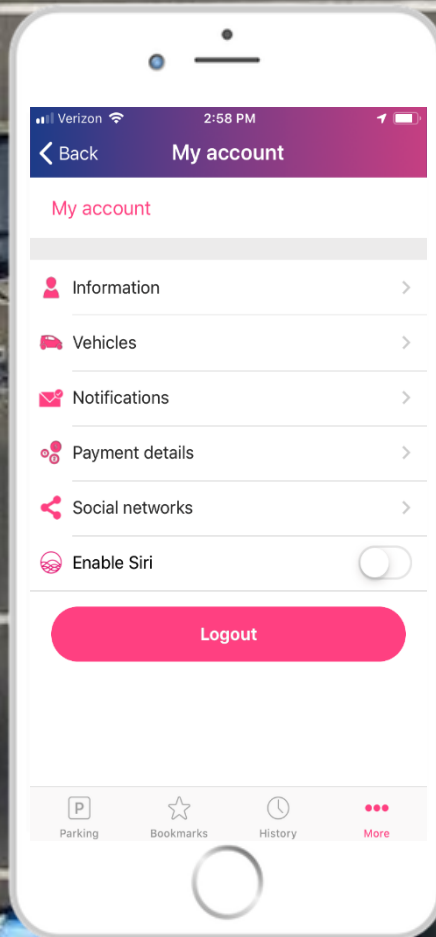 Verizon 2:58 PM
Back My account
My account
Information
Vehicles
Notifications
Payment details
Social networks
Enable Siri
Logout
P
Parking Bookmarks History More